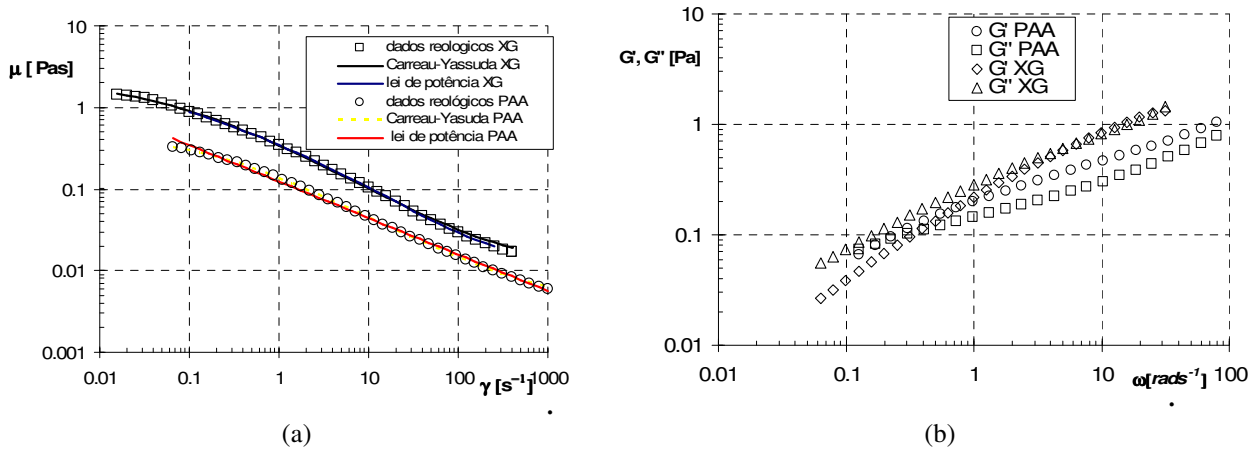 μ [ Pas]
10
1
0.1
0.01
0.001
0.01
0.1
1
10
100
1000
γ [s⁻¹]
dados reologicos XG
Carreau-Yassuda XG
lei de potência XG
dados reológicos PAA
Carreau-Yasuda PAA
lei de potência PAA
(a)
G', G'' [Pa]
10
1
0.1
0.01
0.01
0.1
1
10
100
ω[rads⁻¹]
G' PAA
G'' PAA
G' XG
G'' XG
(b)